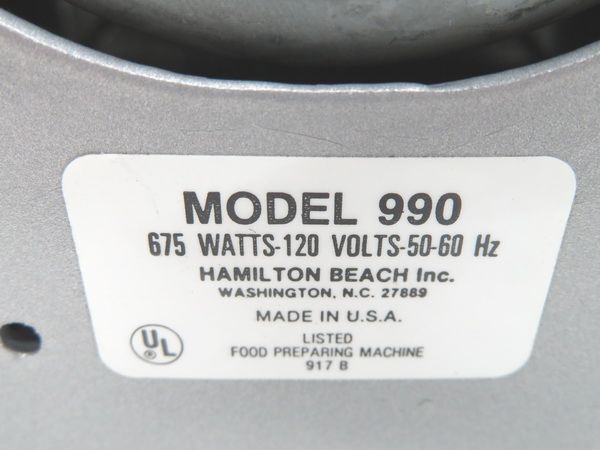 MODEL 990
675 WATTS-120 VOLTS-50-60 Hz
HAMILTON BEACH Inc.
WASHINGTON, N.C. 27889
MADE IN U.S.A.
UL
®
LISTED
FOOD PREPARING MACHINE
917 B